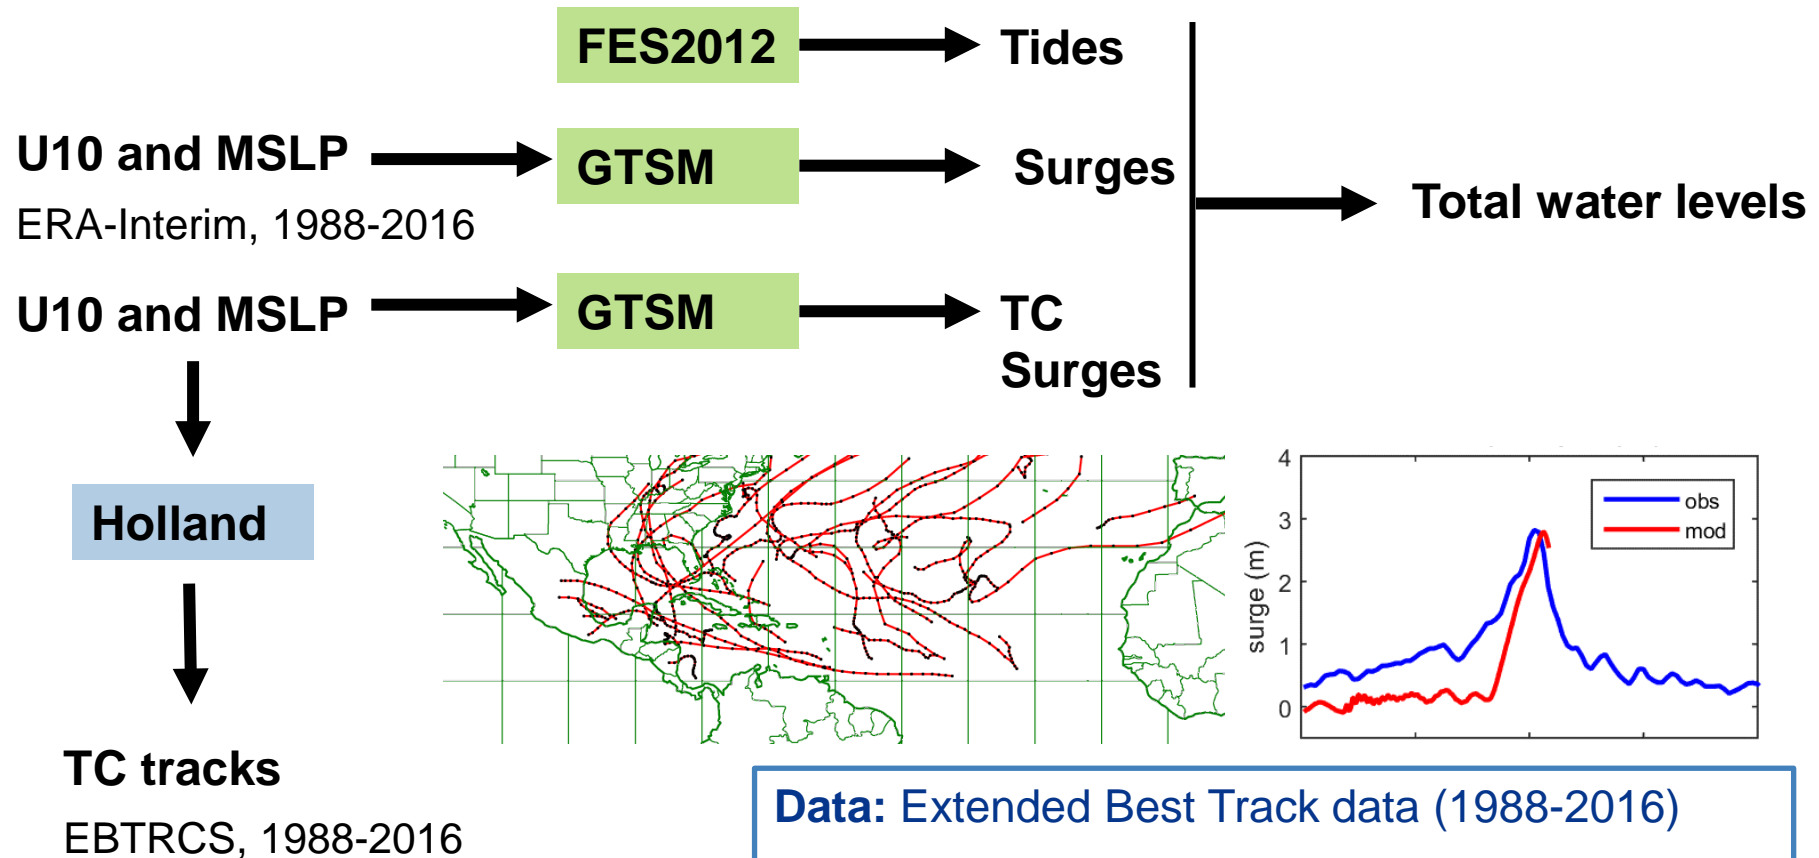 FES2012
Tides
U10 and MSLP
GTSM
Surges
ERA-Interim, 1988-2016
Total water levels
U10 and MSLP
GTSM
TC
Surges
Holland
TC tracks
EBTRCS, 1988-2016
surge (m)
4
3
2
1
0
obs
mod
Data: Extended Best Track data (1988-2016)